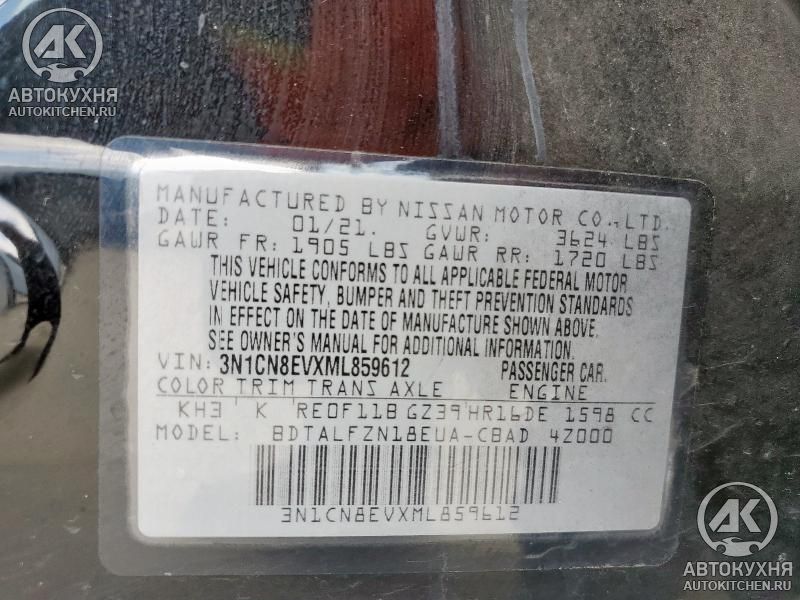 AK
АВТОКУХНЯ
AUTOKITCHEN.RU
MANUFACTURED BY NISSAN MOTOR CO., LTD.
DATE: 01/21. GVWR: 3624 LBS
GAWR FR: 1905 LBS GAWR RR: 1720 LBS
THIS VEHICLE CONFORMS TO ALL APPLICABLE FEDERAL MOTOR
VEHICLE SAFETY, BUMPER AND THEFT PREVENTION STANDARDS
IN EFFECT ON THE DATE OF MANUFACTURE SHOWN ABOVE.
SEE OWNER'S MANUAL FOR ADDITIONAL INFORMATION.
VIN: 3N1CN8EVXML859612 PASSENGER CAR.
COLOR TRIM TRANS AXLE ENGINE
KH3 K RE0F11B GZ39 HR16DE 1598 CC
MODEL: BDTALFZN18EUA-CBAD 4Z000
3N1CN8EVXML859612
AK
АВТОКУХНЯ
AUTOKITCHEN.RU